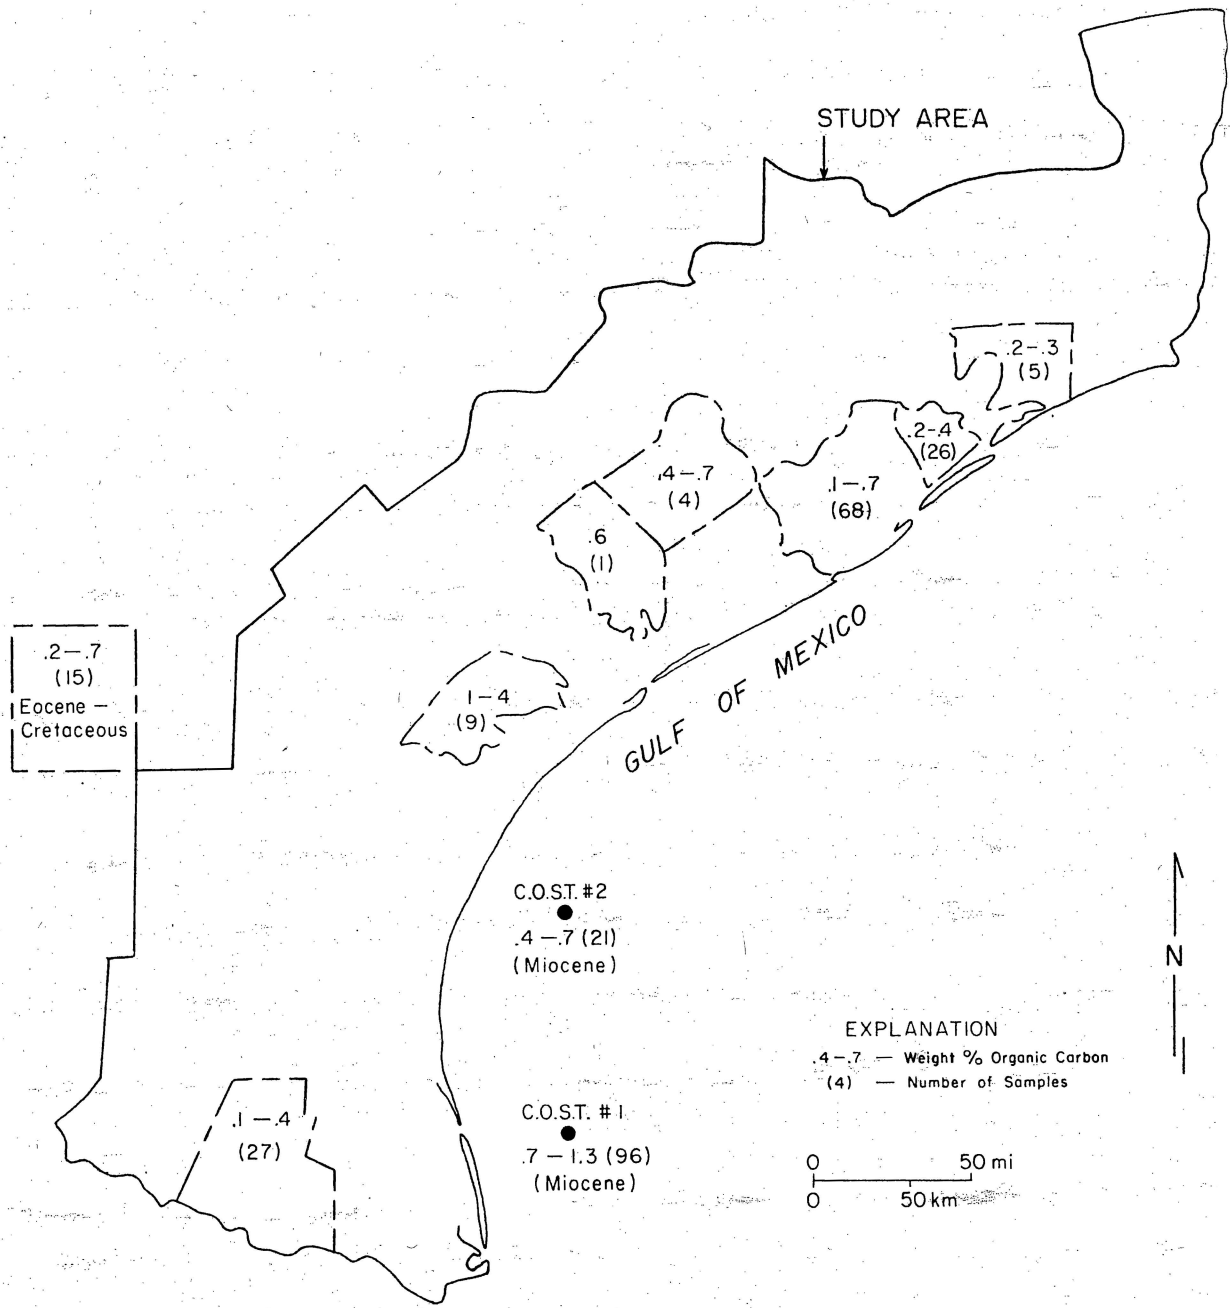 STUDY AREA
.2–.3
(5)
.2-.4
(26)
.4–.7
(4)
.1–.7
(68)
.6
(1)
.2–.7
(15)
Eocene –
Cretaceous
1–4
(9)
GULF OF MEXICO
C.O.S.T. #2
.4–.7 (21)
(Miocene)
N
EXPLANATION
.4–.7 — Weight % Organic Carbon
(4) — Number of Samples
C.O.S.T. #1
.7–1.3 (96)
(Miocene)
.1–.4
(27)
0 50 mi
0 50 km